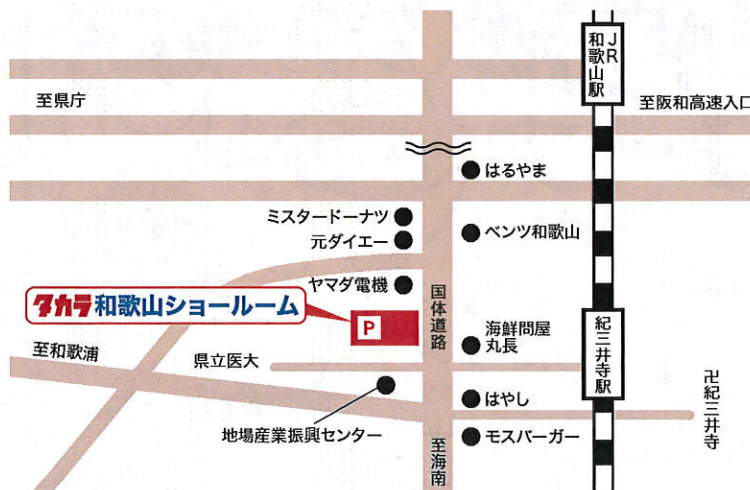 JR
和歌山駅
至県庁
至阪和高速入口
はるやま
ミスタードーナツ
元ダイエー
ベンツ和歌山
ヤマダ電機
タカラ和歌山ショールーム
P
国体道路
海鮮問屋
丸長
紀三井寺駅
至和歌浦
県立医大
はやし
卍紀三井寺
地場産業振興センター
至海南
モスバーガー